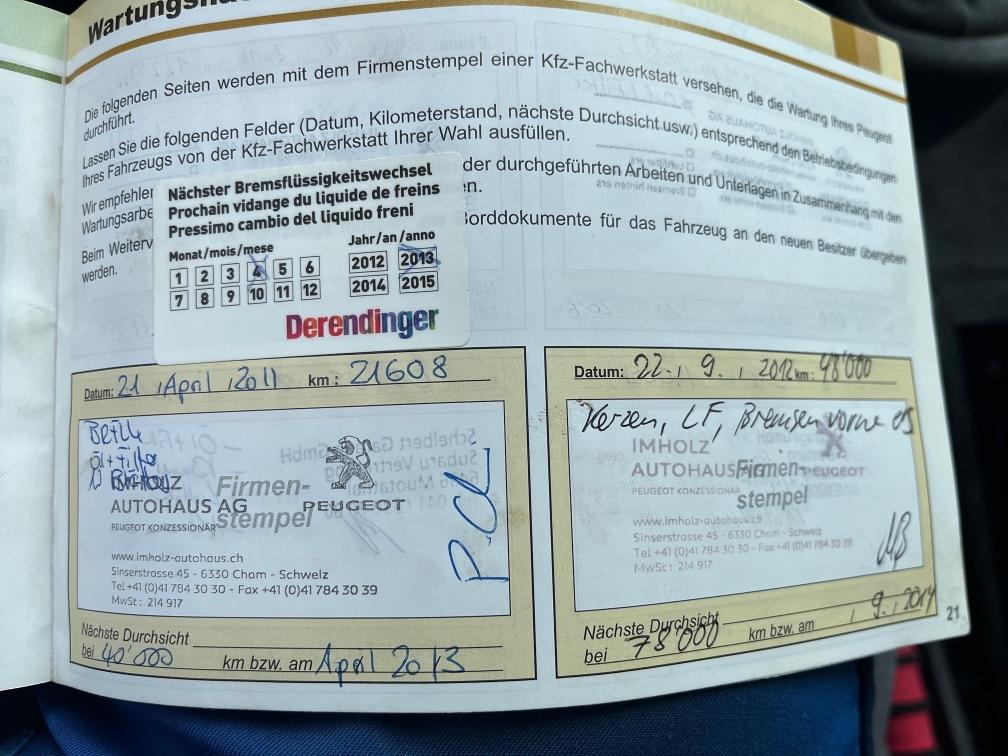 Wartungsna
Die folgenden Seiten werden mit dem Firmenstempel einer Kfz-Fachwerkstatt versehen, die die Wartung Ihres Peugeot
durchführt.
Lassen Sie die folgenden Felder (Datum, Kilometerstand, nächste Durchsicht usw.) entsprechend den Betriebsbedingungen
Ihres Fahrzeugs von der Kfz-Fachwerkstatt Ihrer Wahl ausfüllen.
Wir empfehler der durchgeführten Arbeiten und Unterlagen in Zusammenhang mit den
Wartungsarbe n.
Beim Weiterv Borddokumente für das Fahrzeug an den neuen Besitzer übergeben
werden.
Nächster Bremsflüssigkeitswechsel
Prochain vidange du liquide de freins
Pressimo cambio del liquido freni
Monat/mois/mese Jahr/an/anno
1 2 3 4 5 6 2012 2013
7 8 9 10 11 12 2014 2015
Derendinger
Datum: 21 , April , 2011 km : 21608
Öl + Filter
Firmen-
stempel
AUTOHAUS AG PEUGEOT
PEUGEOT KONZESSIONÄR
www.imholz-autohaus.ch
Sinserstrasse 45 - 6330 Cham - Schweiz
Tel +41 (0)41 784 30 30 - Fax +41 (0)41 784 30 39
MwSt : 214 917
Nächste Durchsicht
bei 40'000 km bzw. am April 2013
Datum: 22. , 9. , 2012 km : 48'000
Kerzen, LF, Bremsen vorne
IMHOLZ
AUTOHAUS Firmen- PEUGEOT
PEUGEOT KONZESSIONÄR stempel
www.imholz-autohaus.ch
Sinserstrasse 45 - 6330 Cham - Schweiz
Tel +41 (0)41 784 30 30 - Fax +41 (0)41 784 30 39
MwSt : 214 917
Nächste Durchsicht
bei 78'000 km bzw. am , 9. , 2014
21